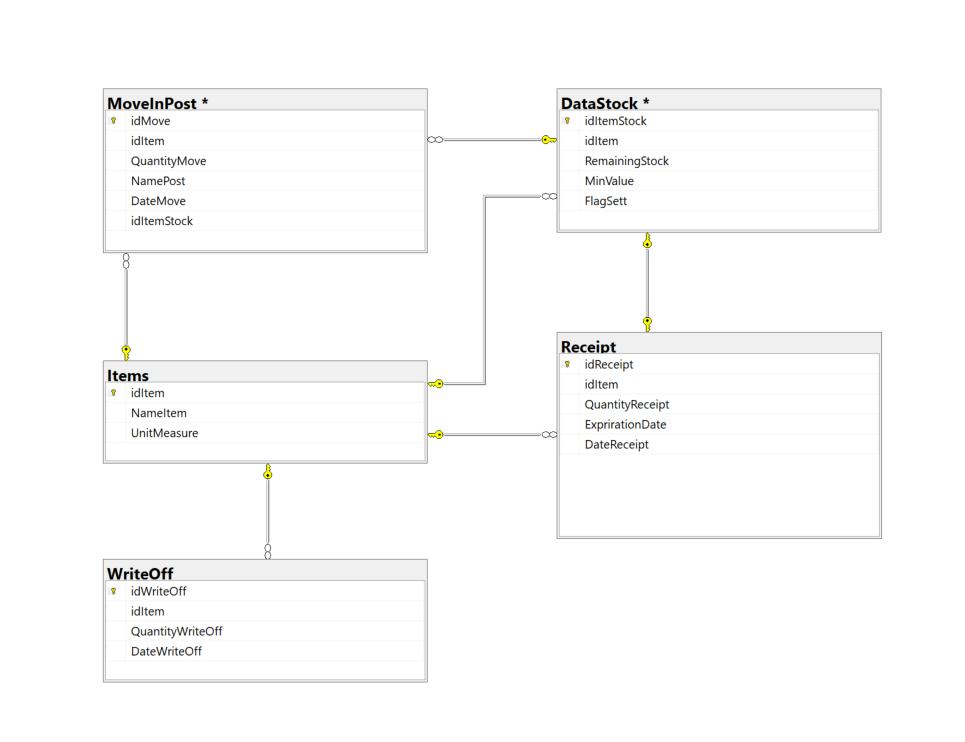 MoveInPost *
idMove
idItem
QuantityMove
NamePost
DateMove
idItemStock
DataStock *
idItemStock
idItem
RemainingStock
MinValue
FlagSett
Items
idItem
NameItem
UnitMeasure
Receipt
idReceipt
idItem
QuantityReceipt
ExprirationDate
DateReceipt
WriteOff
idWriteOff
idItem
QuantityWriteOff
DateWriteOff